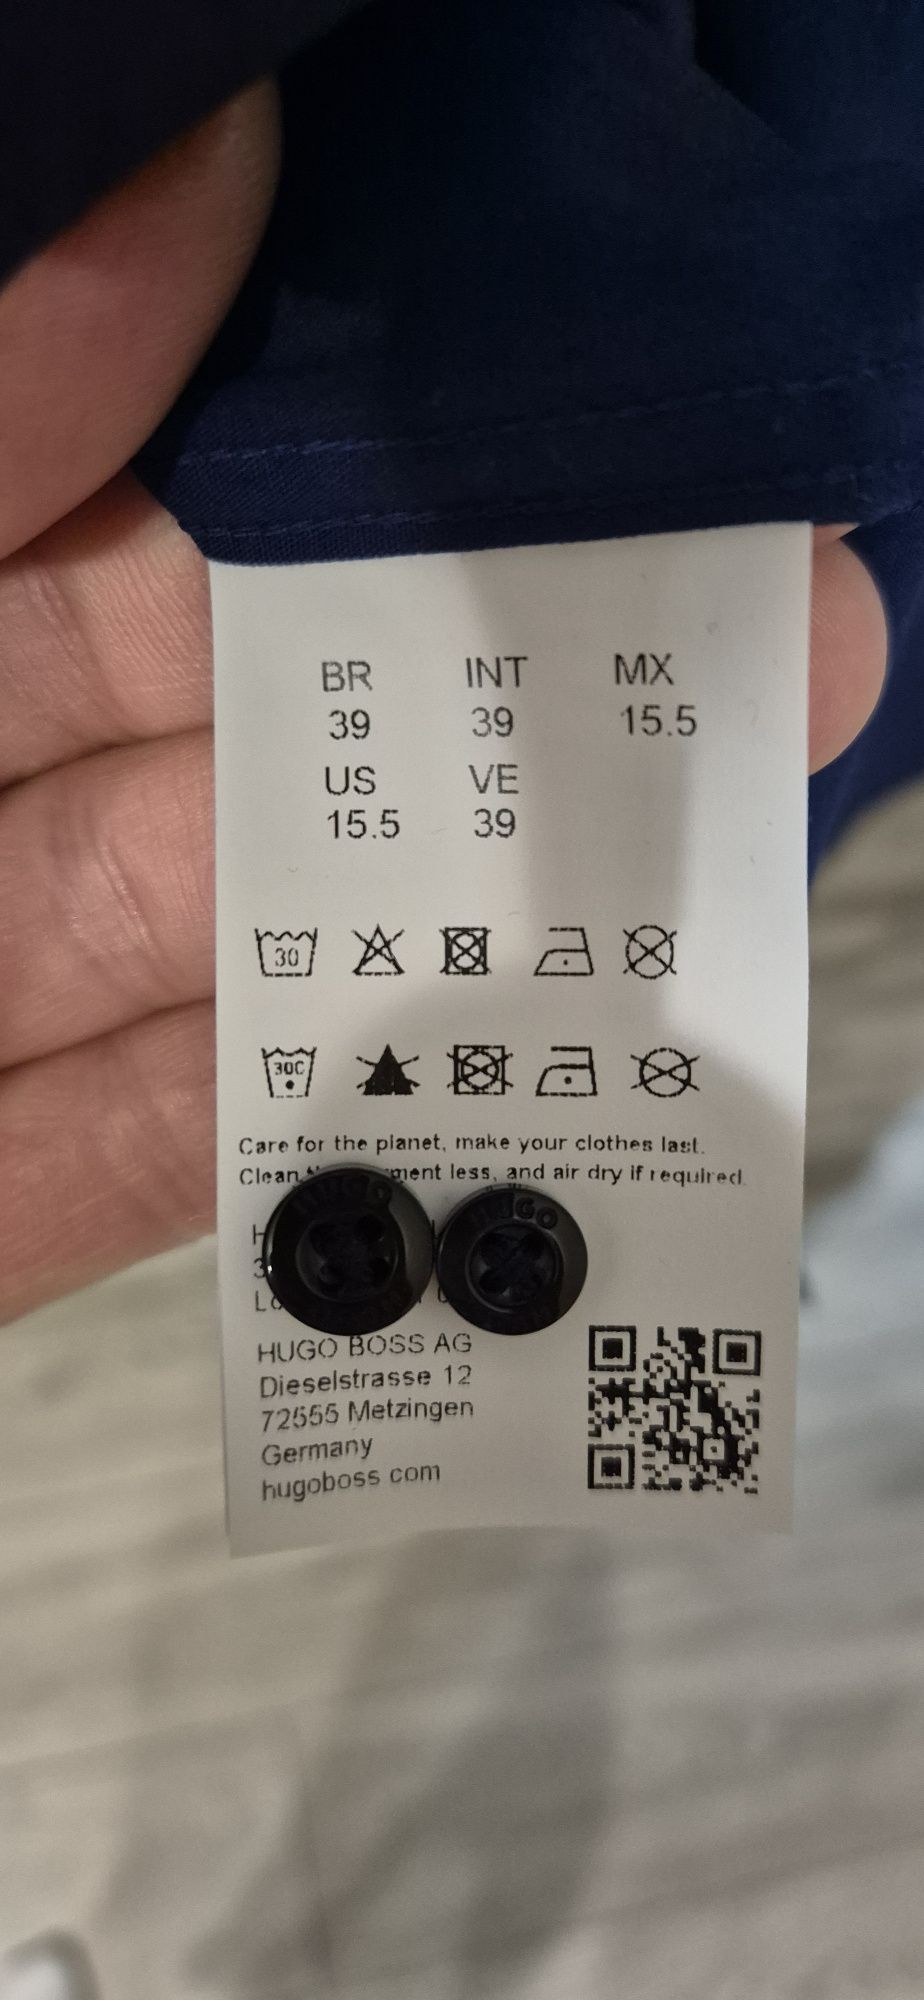 BR INT MX
39 39 15.5
US VE
15.5 39
30
30C
Care for the planet, make your clothes last.
Clean less, and air dry if required.
HUGO HUGO
HUGO BOSS AG
Dieselstrasse 12
72555 Metzingen
Germany
hugoboss com